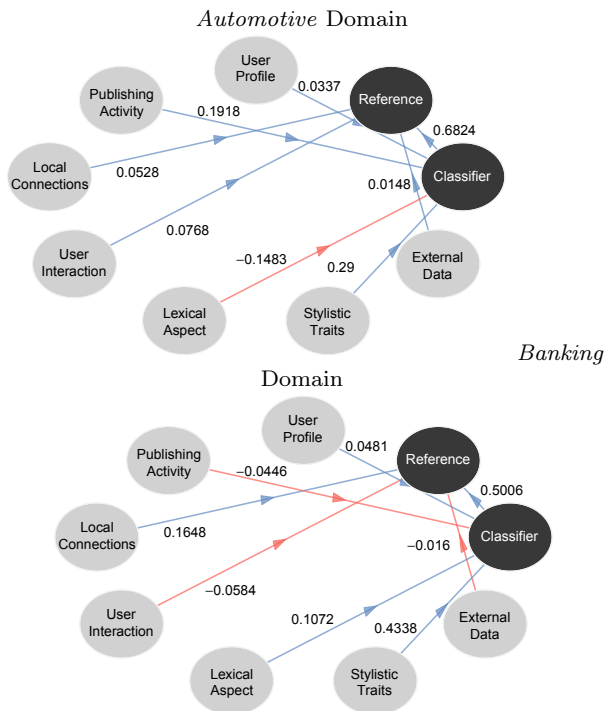 Automotive Domain
User
Profile
0.0337
Publishing
Activity
0.1918
Reference
0.6824
Local
Connections
0.0528
Classifier
0.0148
User
Interaction
0.0768
−0.1483
External
Data
0.29
Lexical
Aspect
Stylistic
Traits
Banking
Domain
User
Profile
0.0481
Publishing
Activity
−0.0446
Reference
0.5006
Local
Connections
0.1648
Classifier
−0.016
User
Interaction
−0.0584
External
Data
0.1072
0.4338
Lexical
Aspect
Stylistic
Traits